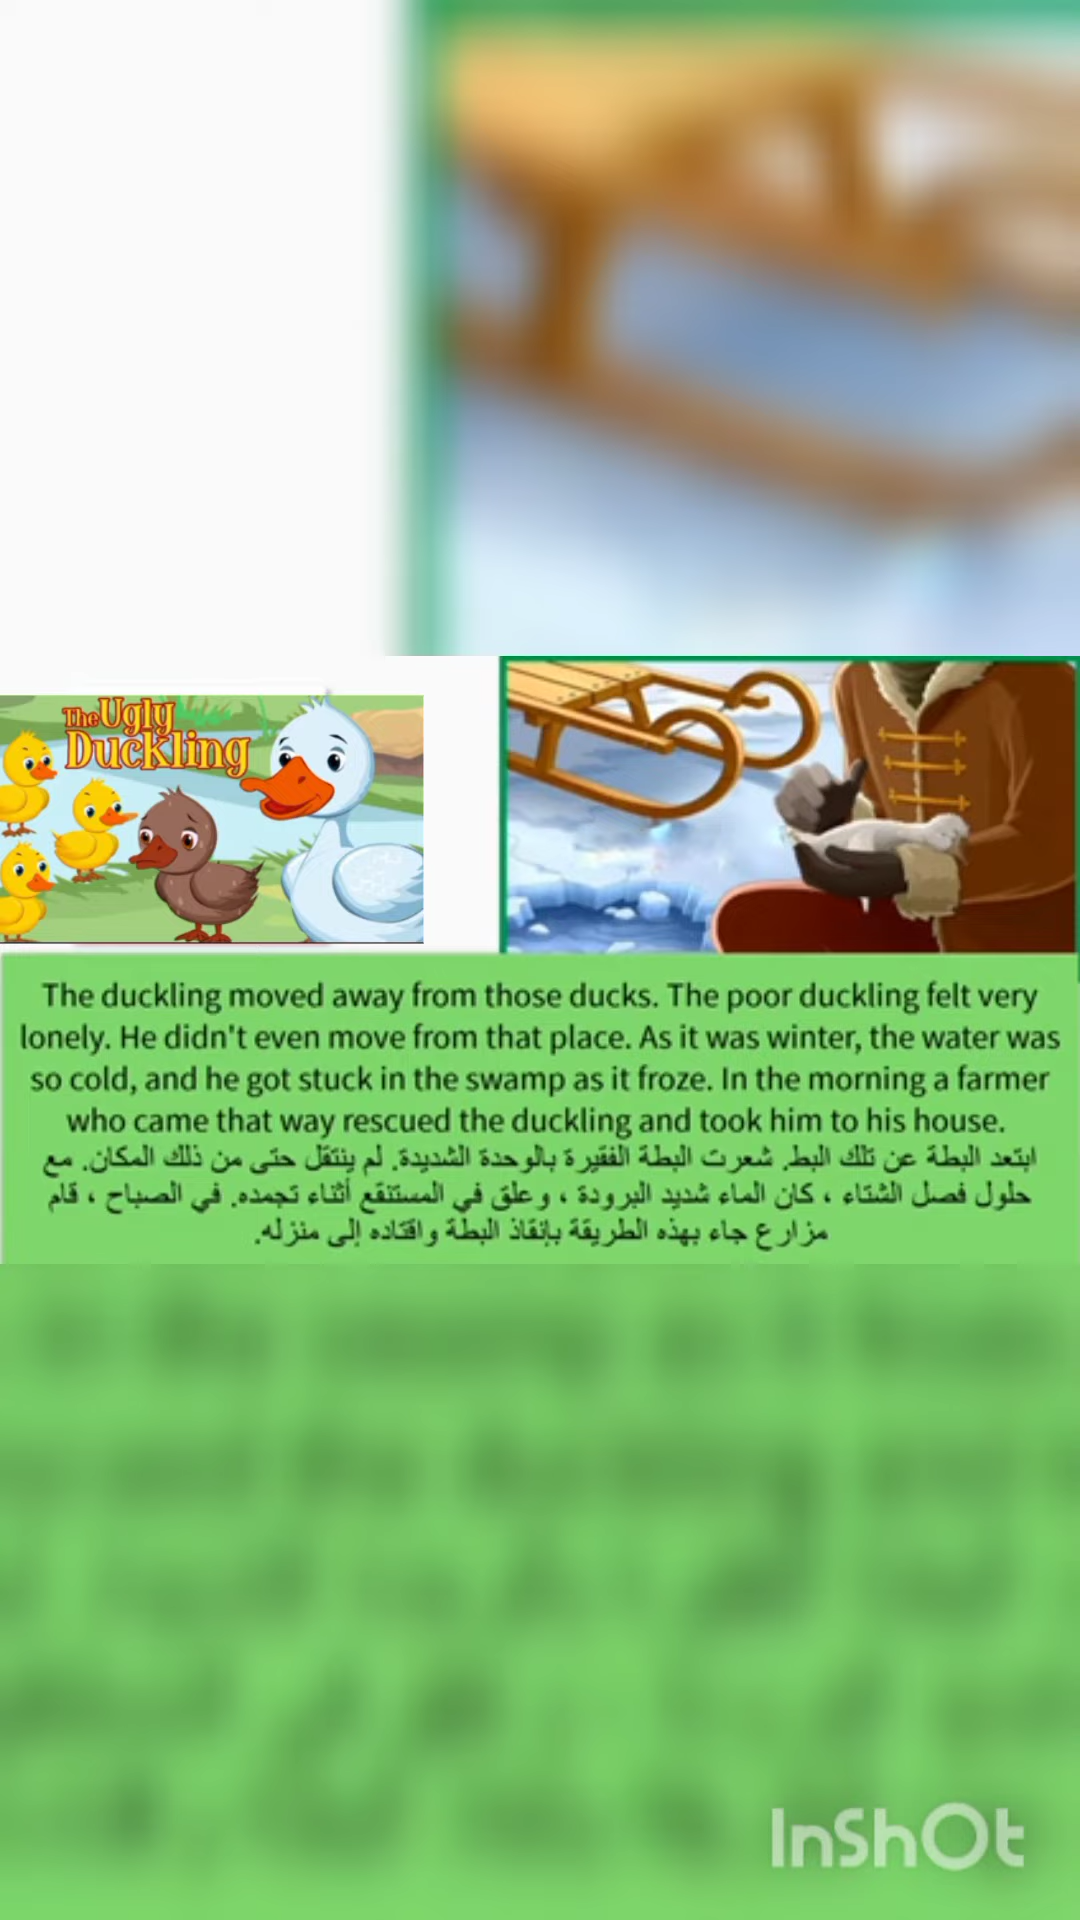 The Ugly
Duckling
The duckling moved away from those ducks. The poor duckling felt very
lonely. He didn't even move from that place. As it was winter, the water was
so cold, and he got stuck in the swamp as it froze. In the morning a farmer
who came that way rescued the duckling and took him to his house.
ابتعد البطة عن تلك البط. شعرت البطة الفقيرة بالوحدة الشديدة. لم ينتقل حتى من ذلك المكان. مع
حلول فصل الشتاء ، كان الماء شديد البرودة ، وعلق في المستنقع أثناء تجمده. في الصباح ، قام
مزارع جاء بهذه الطريقة بإنقاذ البطة واقتاده إلى منزله.
InShOt